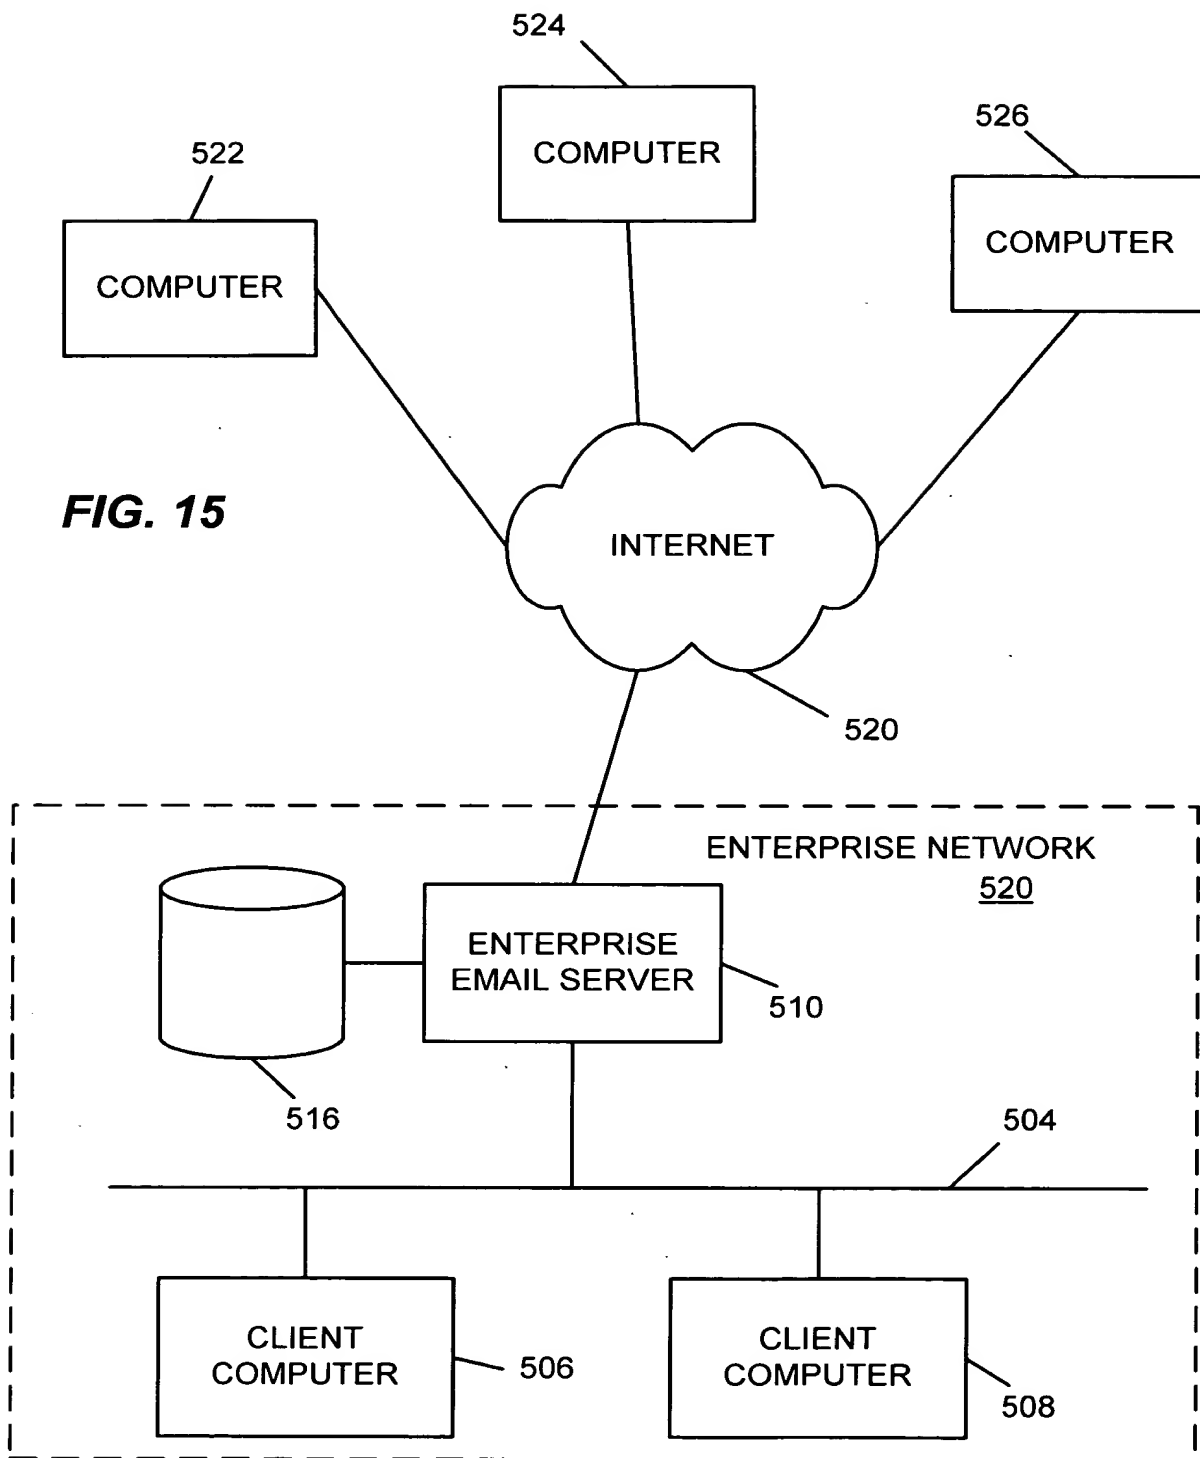 524
COMPUTER
526
COMPUTER
522
COMPUTER
FIG. 15
INTERNET
520
ENTERPRISE NETWORK
520
ENTERPRISE
EMAIL SERVER
510
516
504
CLIENT
COMPUTER
506
CLIENT
COMPUTER
508